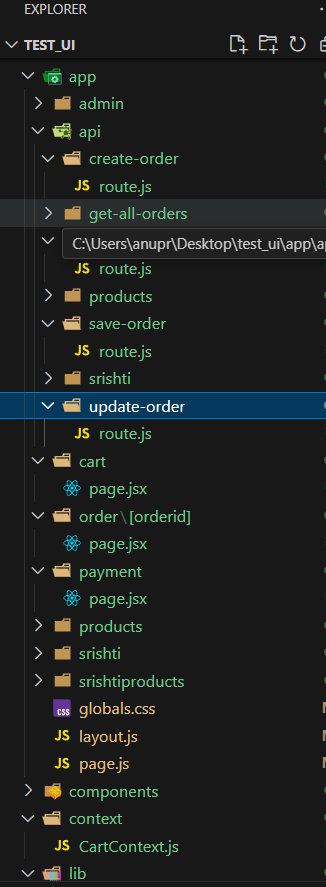 EXPLORER
TEST_UI
app
admin
api
create-order
JS route.js
get-all-orders
C:\Users\anupr\Desktop\test_ui\app\ap
JS route.js
products
save-order
JS route.js
srishti
update-order
JS route.js
cart
page.jsx
order\[orderid]
page.jsx
payment
page.jsx
products
srishti
srishtiproducts
CSS globals.css
JS layout.js
JS page.js
components
context
JS CartContext.js
lib